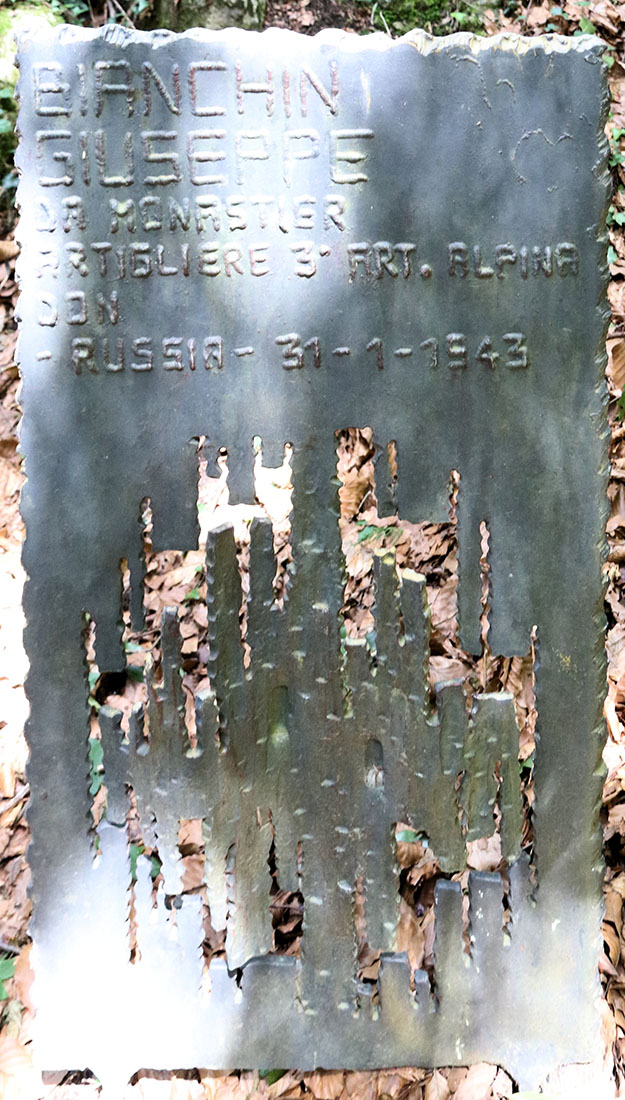 BIANCHIN
GIUSEPPE
DA MONASTIER
ARTIGLIERE 3° ART. ALPINA
DON
- RUSSIA - 31 - 1 - 1943